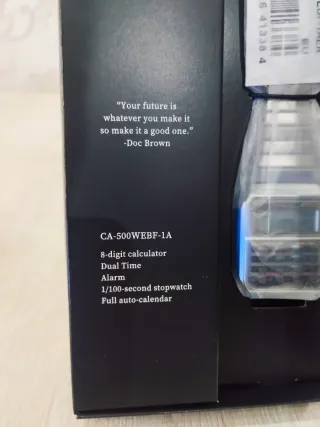 "Your future is
whatever you make it
so make it a good one."
-Doc Brown
CA-500WEBF-1A
8-digit calculator
Dual Time
Alarm
1/100-second stopwatch
Full auto-calendar